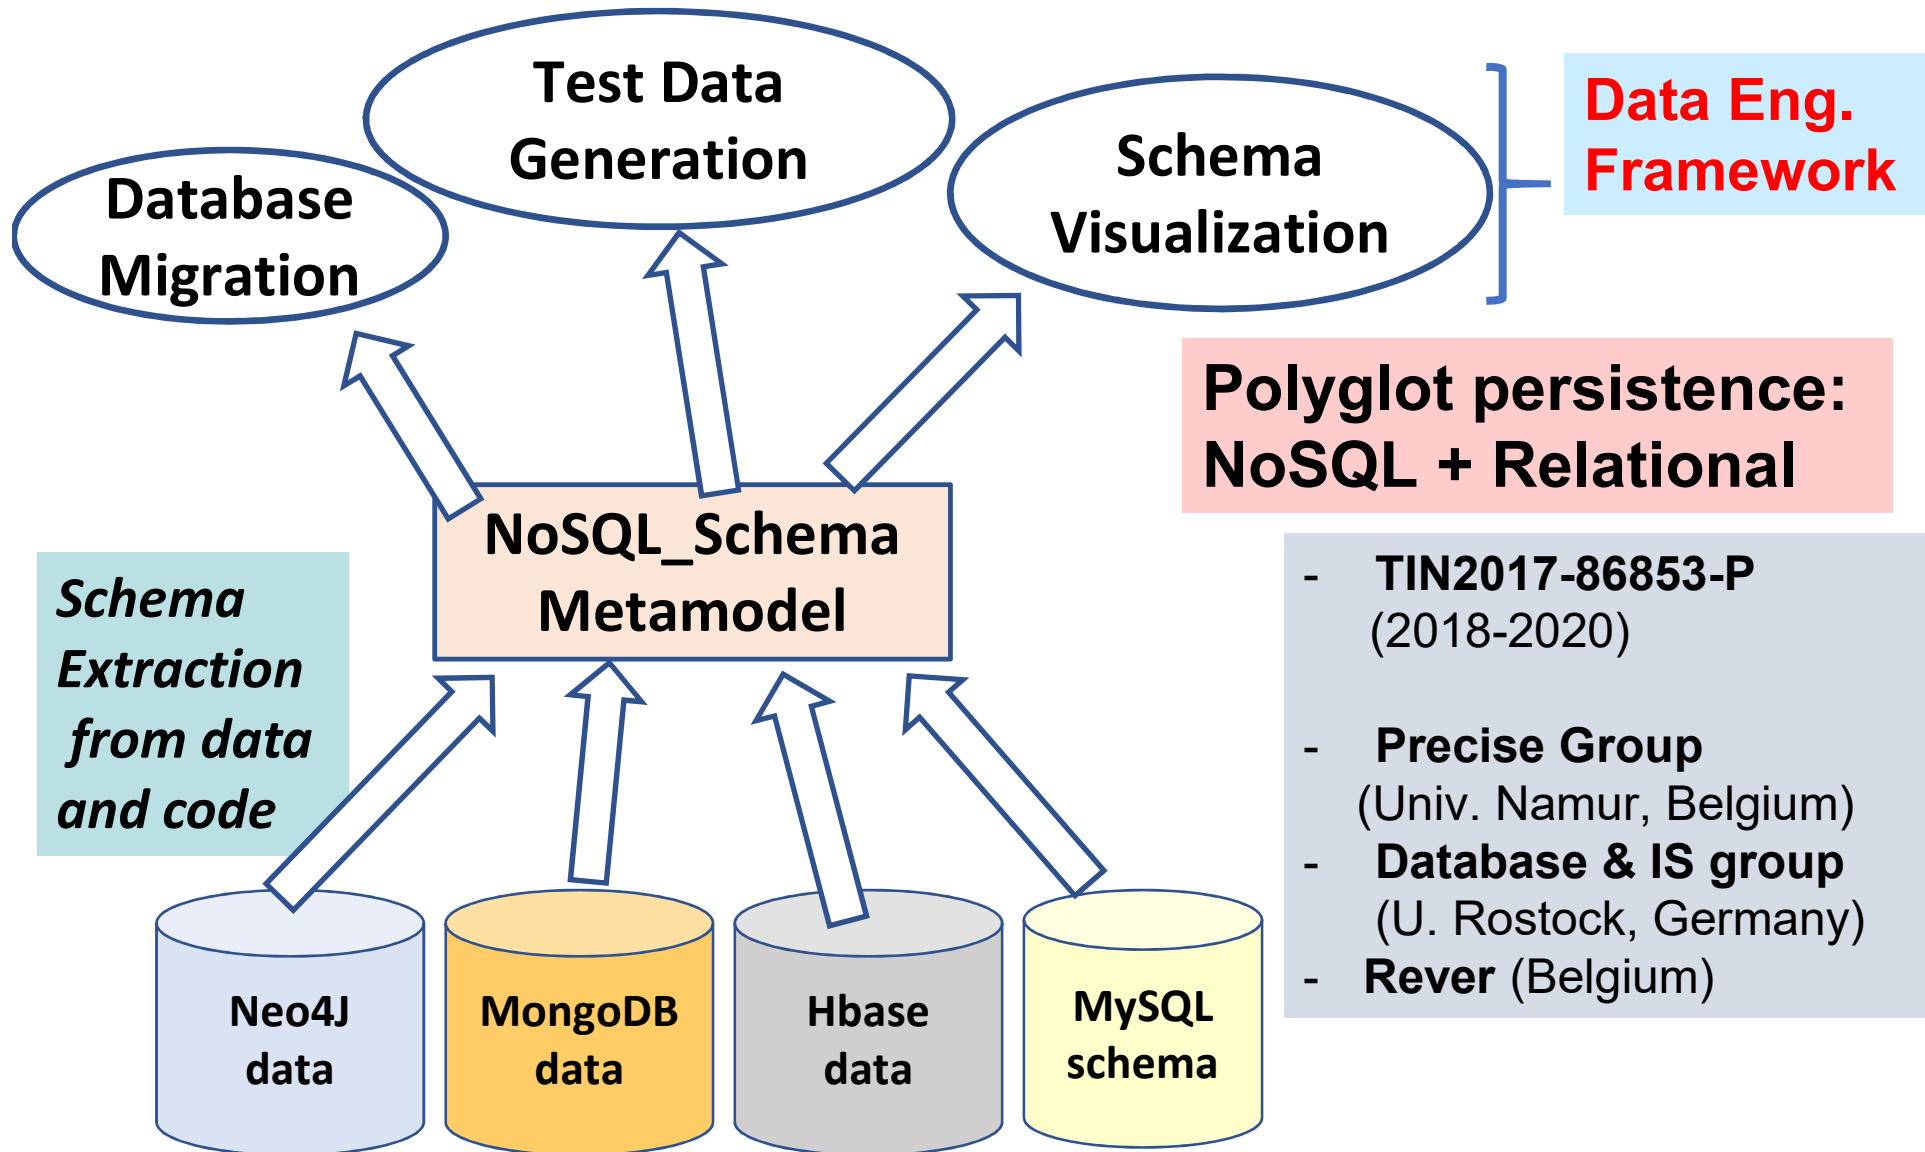 Test Data
Generation
Database
Migration
Schema
Visualization
Data Eng.
Framework
Polyglot persistence:
NoSQL + Relational
NoSQL_Schema
Metamodel
Schema
Extraction
from data
and code
- TIN2017-86853-P
(2018-2020)
- Precise Group
(Univ. Namur, Belgium)
- Database & IS group
(U. Rostock, Germany)
- Rever (Belgium)
Neo4J
data
MongoDB
data
Hbase
data
MySQL
schema